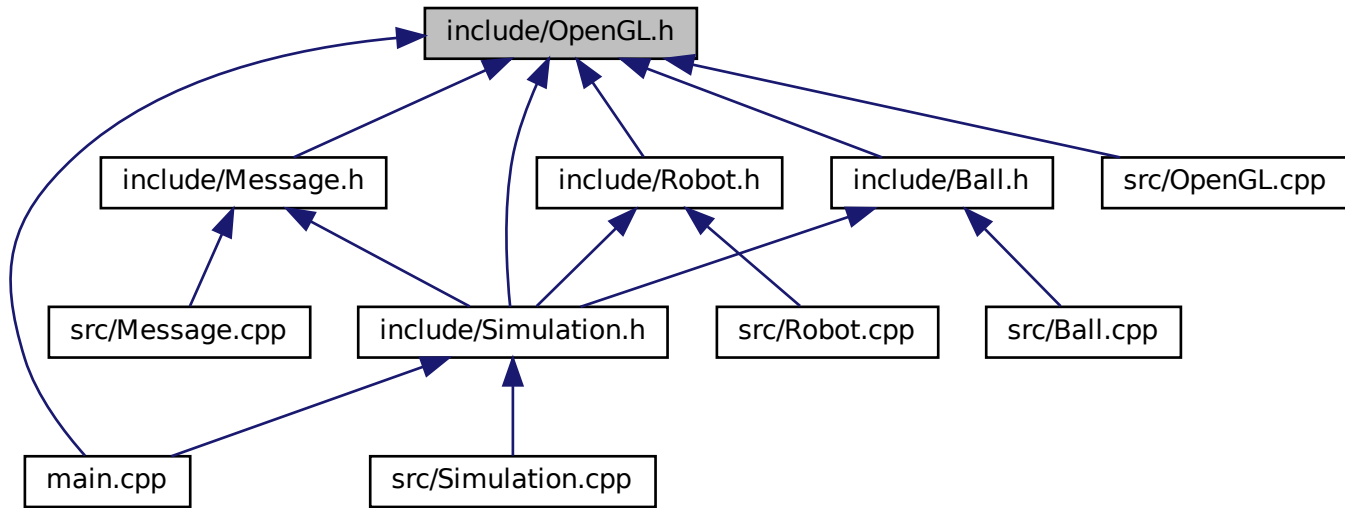 include/OpenGL.h
include/Message.h
include/Robot.h
include/Ball.h
src/OpenGL.cpp
src/Message.cpp
include/Simulation.h
src/Robot.cpp
src/Ball.cpp
main.cpp
src/Simulation.cpp